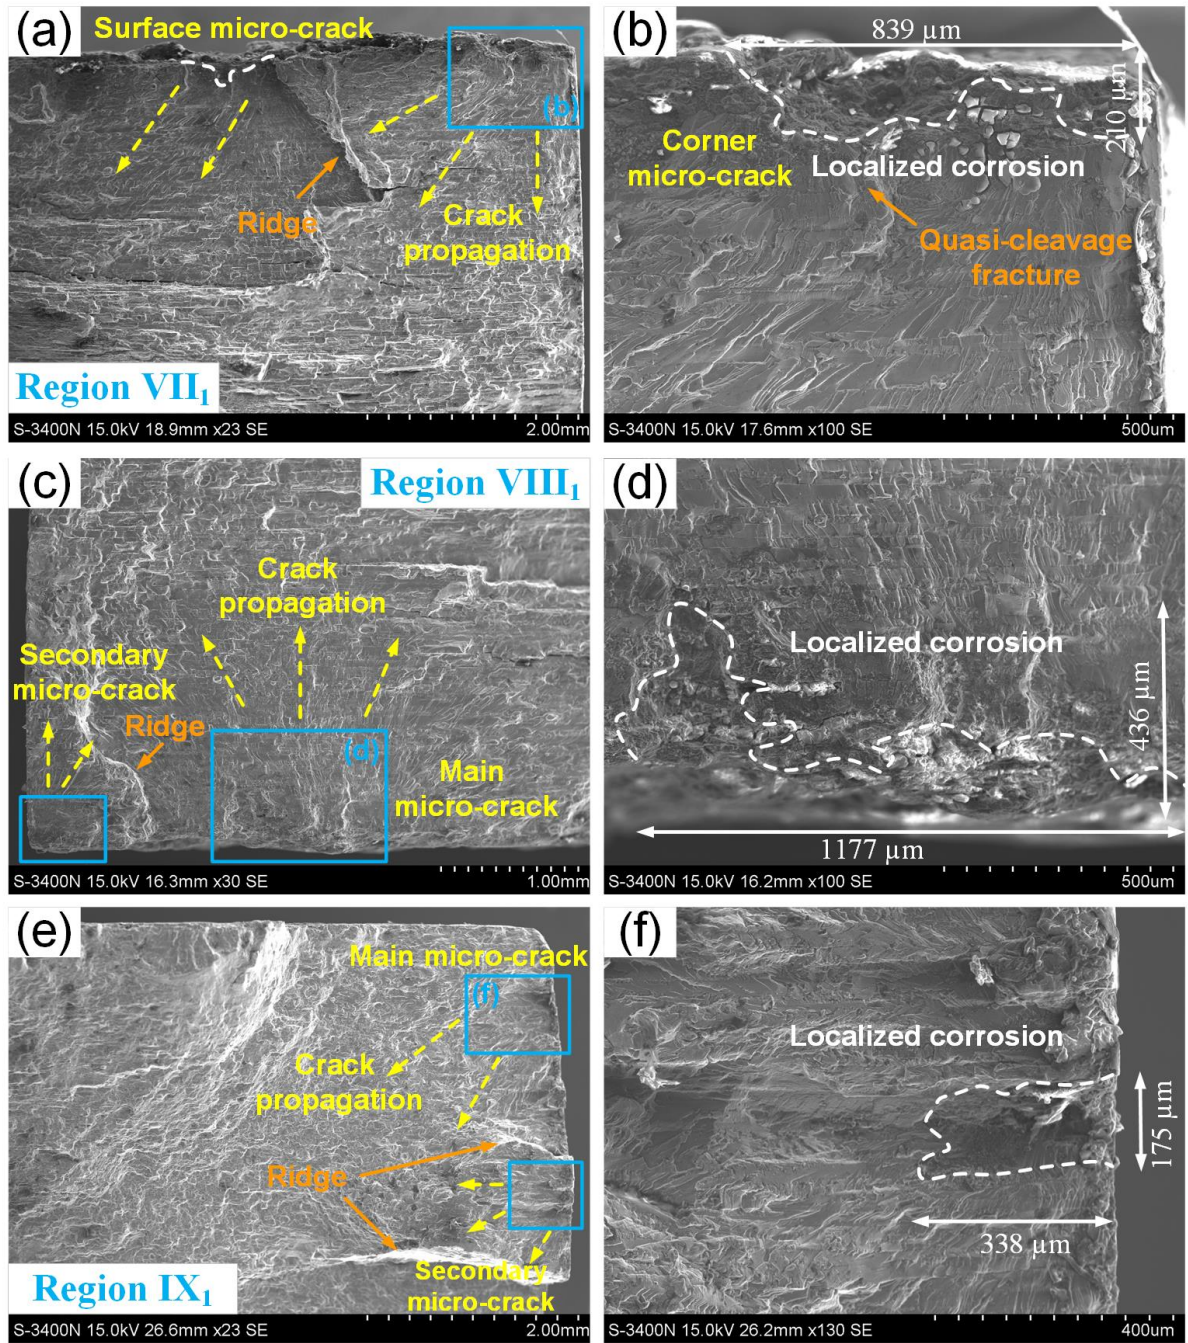 (a)
Surface micro-crack
(b)
Ridge
Crack
propagation
Region VII₁
S-3400N 15.0kV 18.9mm x23 SE
2.00mm
(b)
839 µm
210 µm
Corner
micro-crack
Localized corrosion
Quasi-cleavage
fracture
S-3400N 15.0kV 17.6mm x100 SE
500um
(c)
Region VIII₁
Crack
propagation
Secondary
micro-crack
Ridge
(d)
Main
micro-crack
S-3400N 15.0kV 16.3mm x30 SE
1.00mm
(d)
Localized corrosion
436 µm
1177 µm
S-3400N 15.0kV 16.2mm x100 SE
500um
(e)
Main micro-crack
(f)
Crack
propagation
Ridge
Secondary
micro-crack
Region IX₁
S-3400N 15.0kV 26.6mm x23 SE
2.00mm
(f)
Localized corrosion
175 µm
338 µm
S-3400N 15.0kV 26.2mm x130 SE
400um